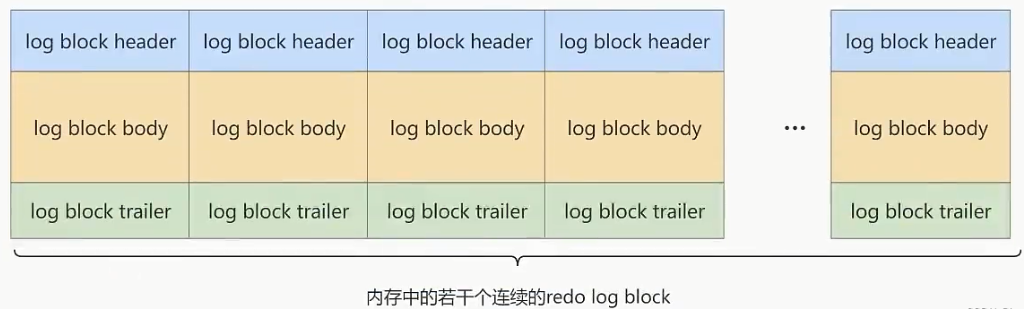 log block header log block header log block header log block header log block header
log block body log block body log block body log block body ... log block body
log block trailer log block trailer log block trailer log block trailer log block trailer
内存中的若干个连续的redo log block